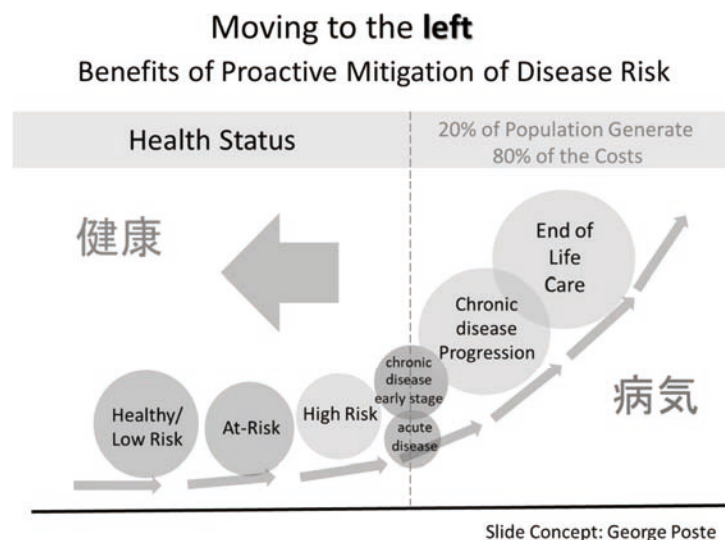 Moving to the left
Benefits of Proactive Mitigation of Disease Risk
Health Status
20% of Population Generate
80% of the Costs
健康
End of
Life
Care
Chronic
disease
Progression
chronic
disease
early stage
acute
disease
High Risk
At-Risk
Healthy/
Low Risk
病気
Slide Concept: George Poste